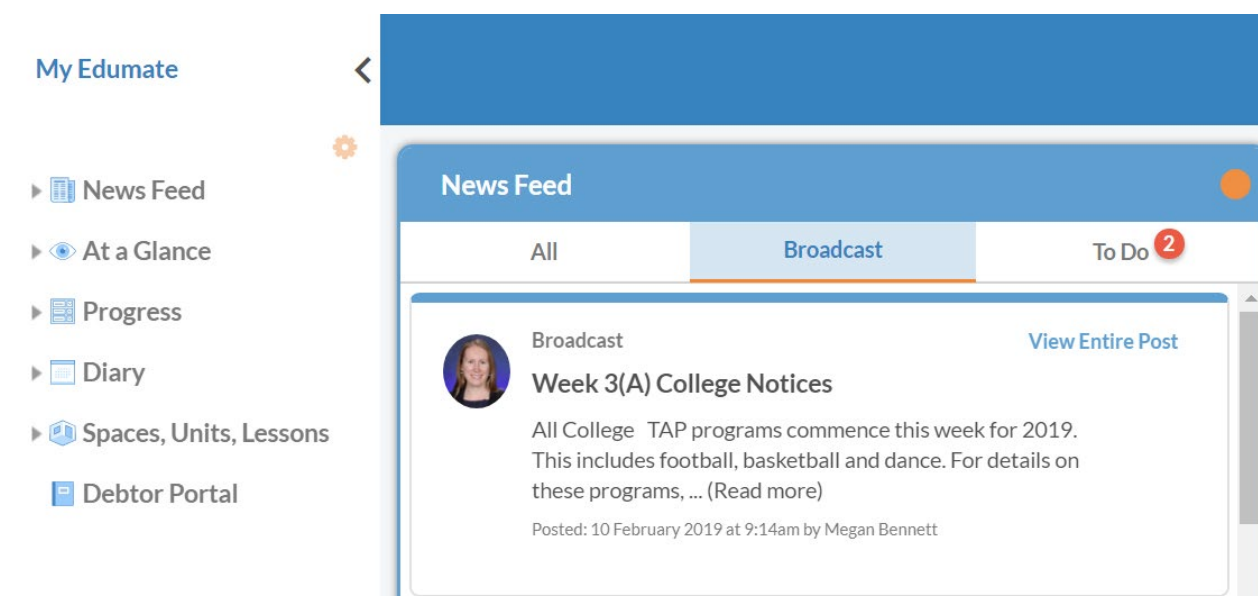 My Edumate
News Feed
At a Glance
Progress
Diary
Spaces, Units, Lessons
Debtor Portal
News Feed
All
Broadcast
To Do 2
Broadcast
View Entire Post
Week 3(A) College Notices
All College TAP programs commence this week for 2019.
This includes football, basketball and dance. For details on
these programs, ... (Read more)
Posted: 10 February 2019 at 9:14am by Megan Bennett